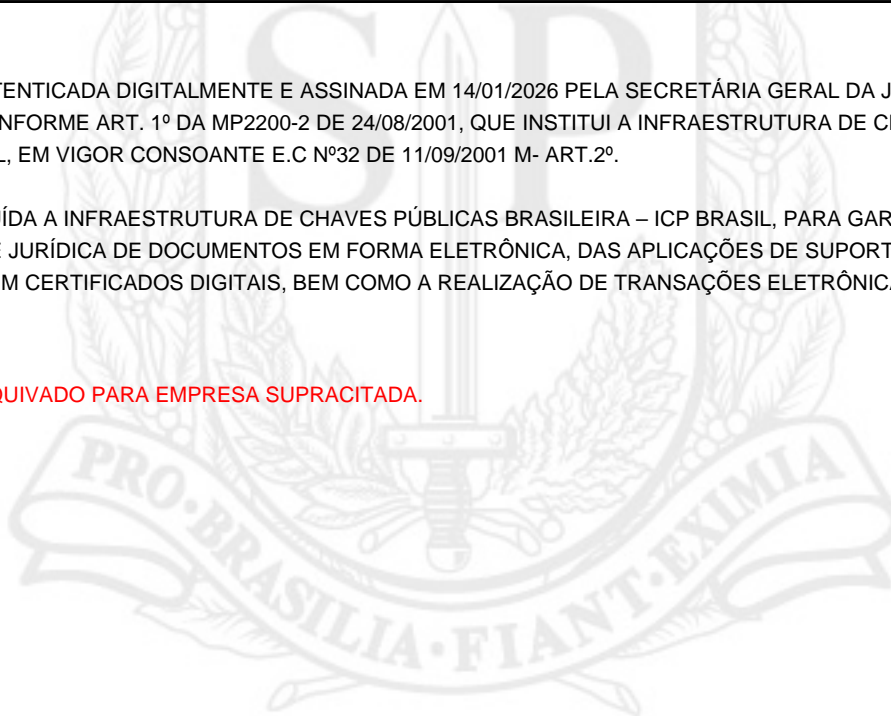 SP
TENTICADA DIGITALMENTE E ASSINADA EM 14/01/2026 PELA SECRETÁRIA GERAL DA J
NFORME ART. 1º DA MP2200-2 DE 24/08/2001, QUE INSTITUI A INFRAESTRUTURA DE C
L, EM VIGOR CONSOANTE E.C Nº32 DE 11/09/2001 M- ART.2º.
ÍDA A INFRAESTRUTURA DE CHAVES PÚBLICAS BRASILEIRA – ICP BRASIL, PARA GAR
E JURÍDICA DE DOCUMENTOS EM FORMA ELETRÔNICA, DAS APLICAÇÕES DE SUPORT
M CERTIFICADOS DIGITAIS, BEM COMO A REALIZAÇÃO DE TRANSAÇÕES ELETRÔNICA
QUIVADO PARA EMPRESA SUPRACITADA.
PRO·BRASILIA·FIANT·EXIMIA